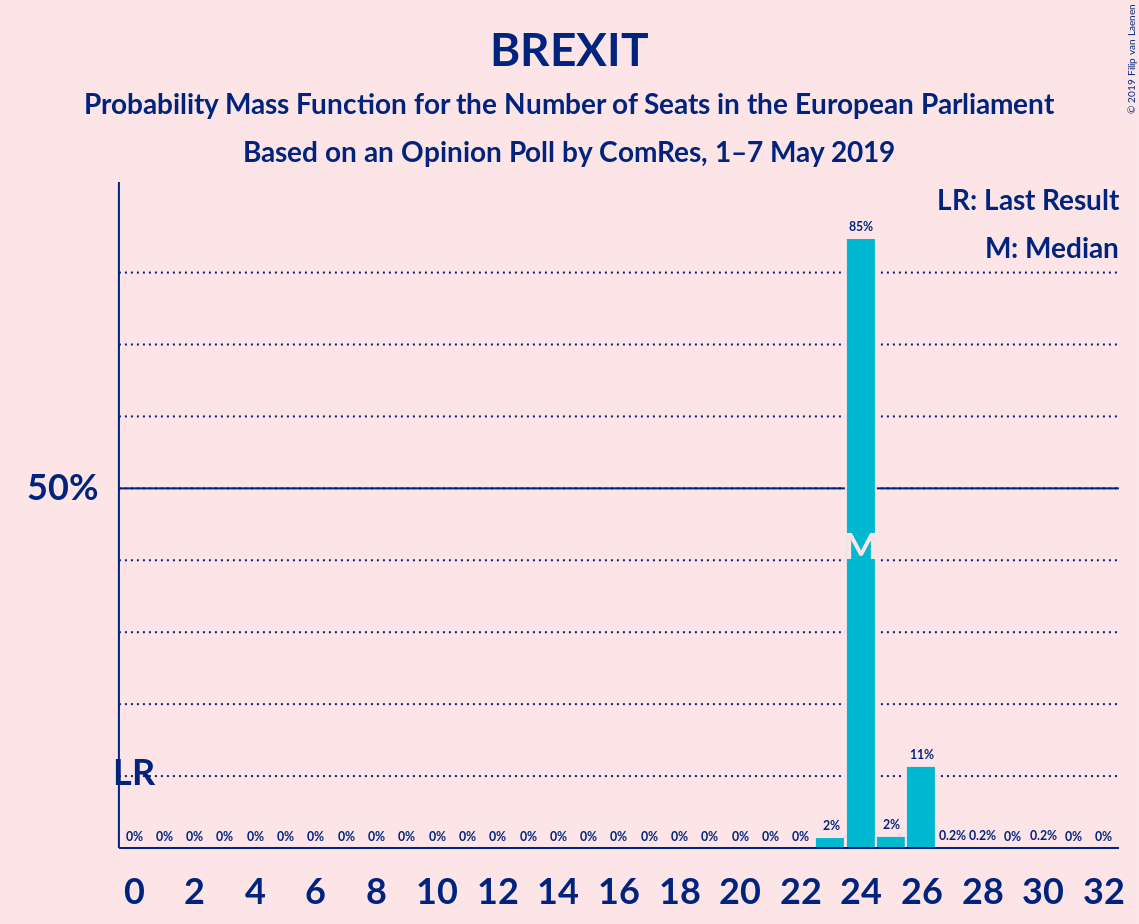 BREXIT
Probability Mass Function for the Number of Seats in the European Parliament
Based on an Opinion Poll by ComRes, 1–7 May 2019
© 2019 Filip van Laenen
LR: Last Result
M: Median
85%
50%
M
11%
LR
0% 0% 0% 0% 0% 0% 0% 0% 0% 0% 0% 0% 0% 0% 0% 0% 0% 0% 0% 0% 0% 0% 0% 2% 2% 0.2% 0.2% 0% 0.2% 0% 0%
0 2 4 6 8 10 12 14 16 18 20 22 24 26 28 30 32